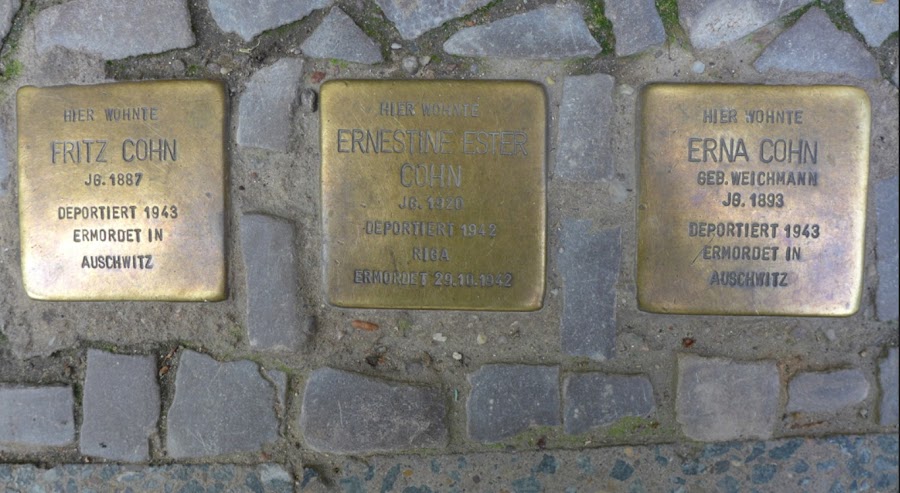 HIER WOHNTE
FRITZ COHN
JG. 1887
DEPORTIERT 1943
ERMORDET IN
AUSCHWITZ
HIER WOHNTE
ERNESTINE ESTER
COHN
JG. 1920
DEPORTIERT 1942
RIGA
ERMORDET 29.10.1942
HIER WOHNTE
ERNA COHN
GEB. WEICHMANN
JG. 1893
DEPORTIERT 1943
ERMORDET IN
AUSCHWITZ